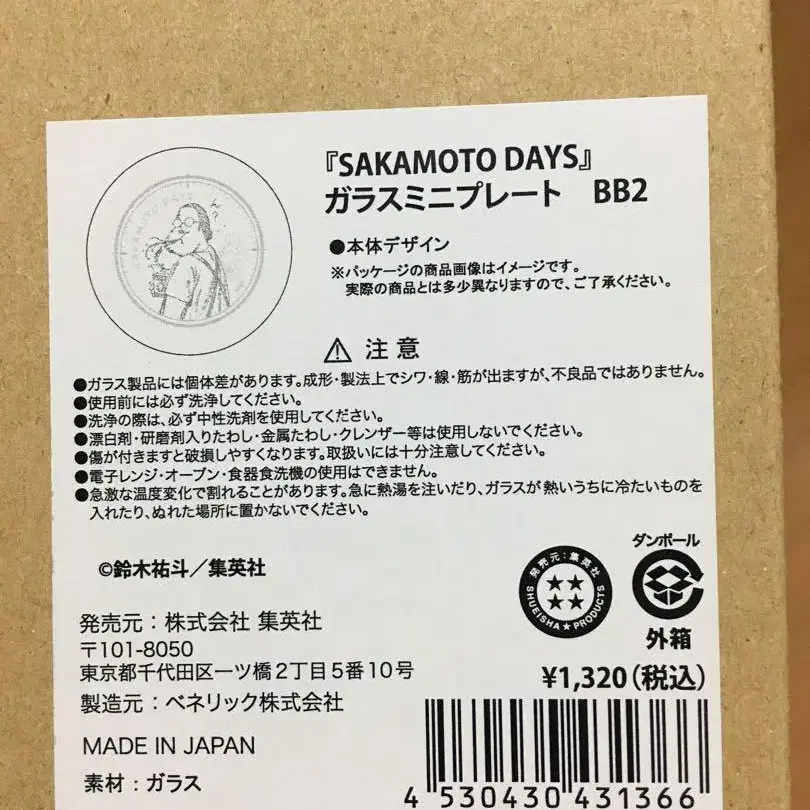 SAKAMOTO DAYS
『SAKAMOTO DAYS』
ガラスミニプレート BB2
●本体デザイン
※パッケージの商品画像はイメージです。
実際の商品とは多少異なりますので、ご了承ください。
⚠ 注意
●ガラス製品には個体差があります。成形・製法上でシワ・線・筋が出ますが、不良品ではありません。
●使用前には必ず洗浄してください。
●洗浄の際は、必ず中性洗剤を使用してください。
●漂白剤・研磨剤入りたわし・金属たわし・クレンザー等は使用しないでください。
●傷が付きますと破損しやすくなります。取扱いには十分注意してください。
●電子レンジ・オーブン・食器食洗機の使用はできません。
●急激な温度変化で割れることがあります。急に熱湯を注いだり、ガラスが熱いうちに冷たいものを
入れたり、ぬれた場所に置かないでください。
©鈴木祐斗／集英社
発売元：集英社
SHUEISHA★PRODUCTS
ダンボール
外箱
発売元：株式会社 集英社
〒101-8050
東京都千代田区一ツ橋2丁目5番10号
¥1,320（税込）
製造元：ベネリック株式会社
MADE IN JAPAN
素材：ガラス
4 530430 431366